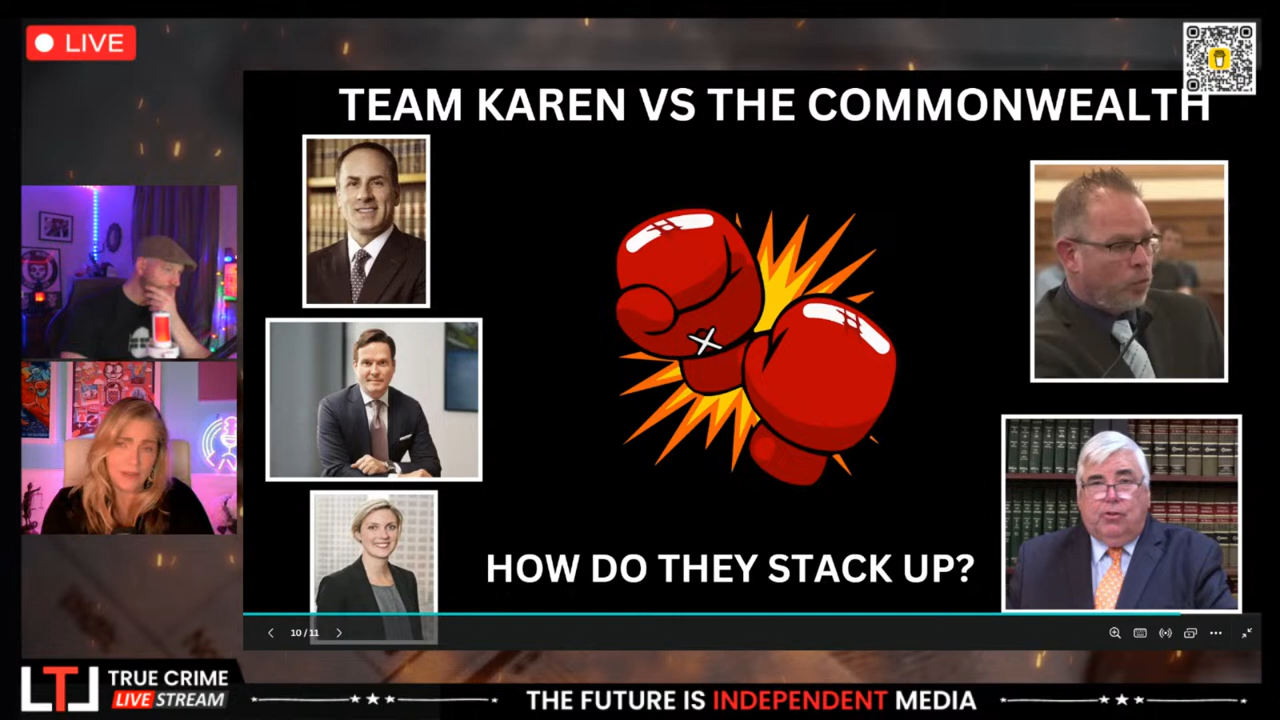 LIVE
TEAM KAREN VS THE COMMONWEALTH
HOW DO THEY STACK UP?
10 / 11
LTL
TRUE CRIME
LIVE STREAM
THE FUTURE IS INDEPENDENT MEDIA